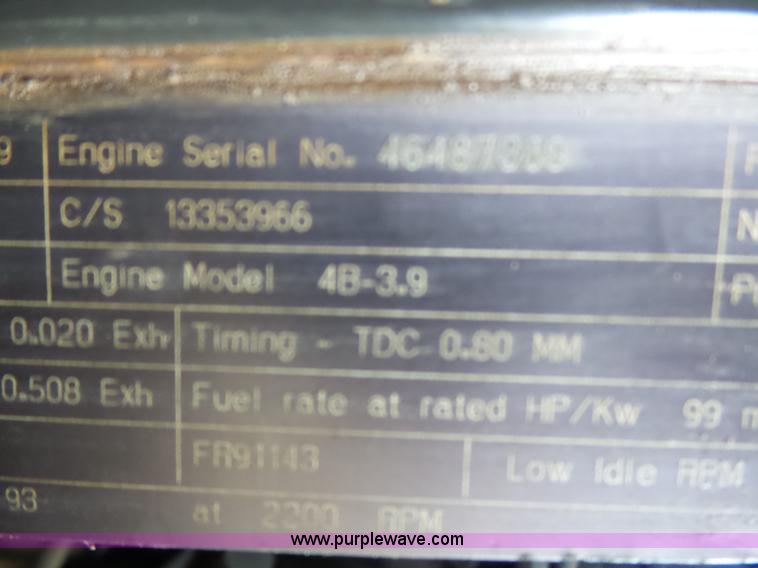 9 Engine Serial No.
C/S 13353966 N
Engine Model 4B-3.9
0.020 Exh Timing - TDC 0.80 MM
0.508 Exh Fuel rate at rated HP/Kw 99
FR91143 Low Idle RPM
93 at 2200 RPM
www.purplewave.com